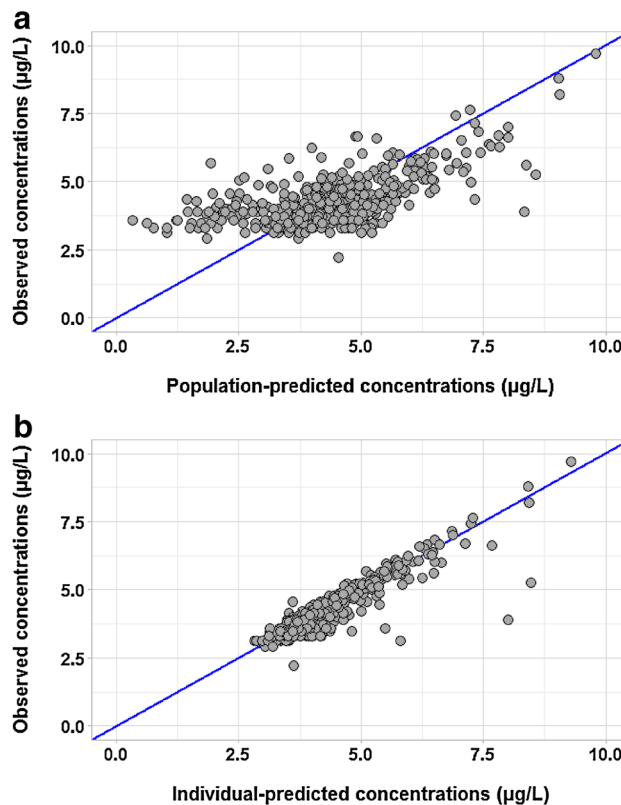 a
Observed concentrations (µg/L)
10.0
7.5
5.0
2.5
0.0
0.0 2.5 5.0 7.5 10.0
Population-predicted concentrations (µg/L)
b
Observed concentrations (µg/L)
10.0
7.5
5.0
2.5
0.0
0.0 2.5 5.0 7.5 10.0
Individual-predicted concentrations (µg/L)